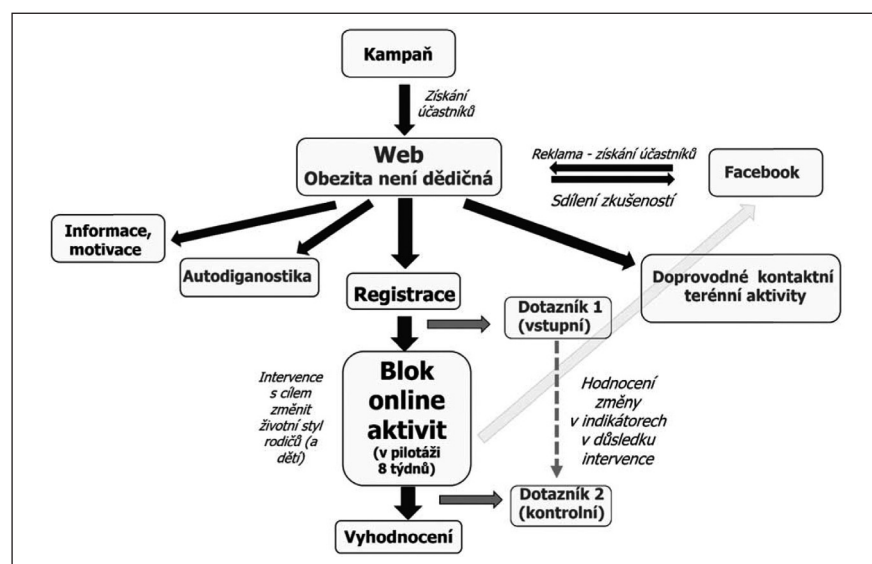 Kampaň
Získání
účastníků
Web
Obezita není dědičná
Reklama - získání účastníků
Sdílení zkušeností
Facebook
Informace,
motivace
Autodiganostika
Registrace
Doprovodné kontaktní
terénní aktivity
Dotazník 1
(vstupní)
Intervence
s cílem
změnit
životní styl
rodičů (a
dětí)
Blok
online
aktivit
(v pilotáži
8 týdnů)
Hodnocení
změny
v indikátorech
v důsledku
intervence
Dotazník 2
(kontrolní)
Vyhodnocení